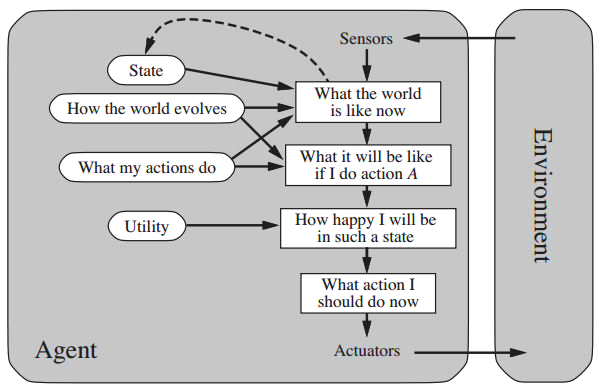 Sensors
State
What the world
is like now
How the world evolves
What my actions do
What it will be like
if I do action A
Utility
How happy I will be
in such a state
What action I
should do now
Agent
Actuators
Environment